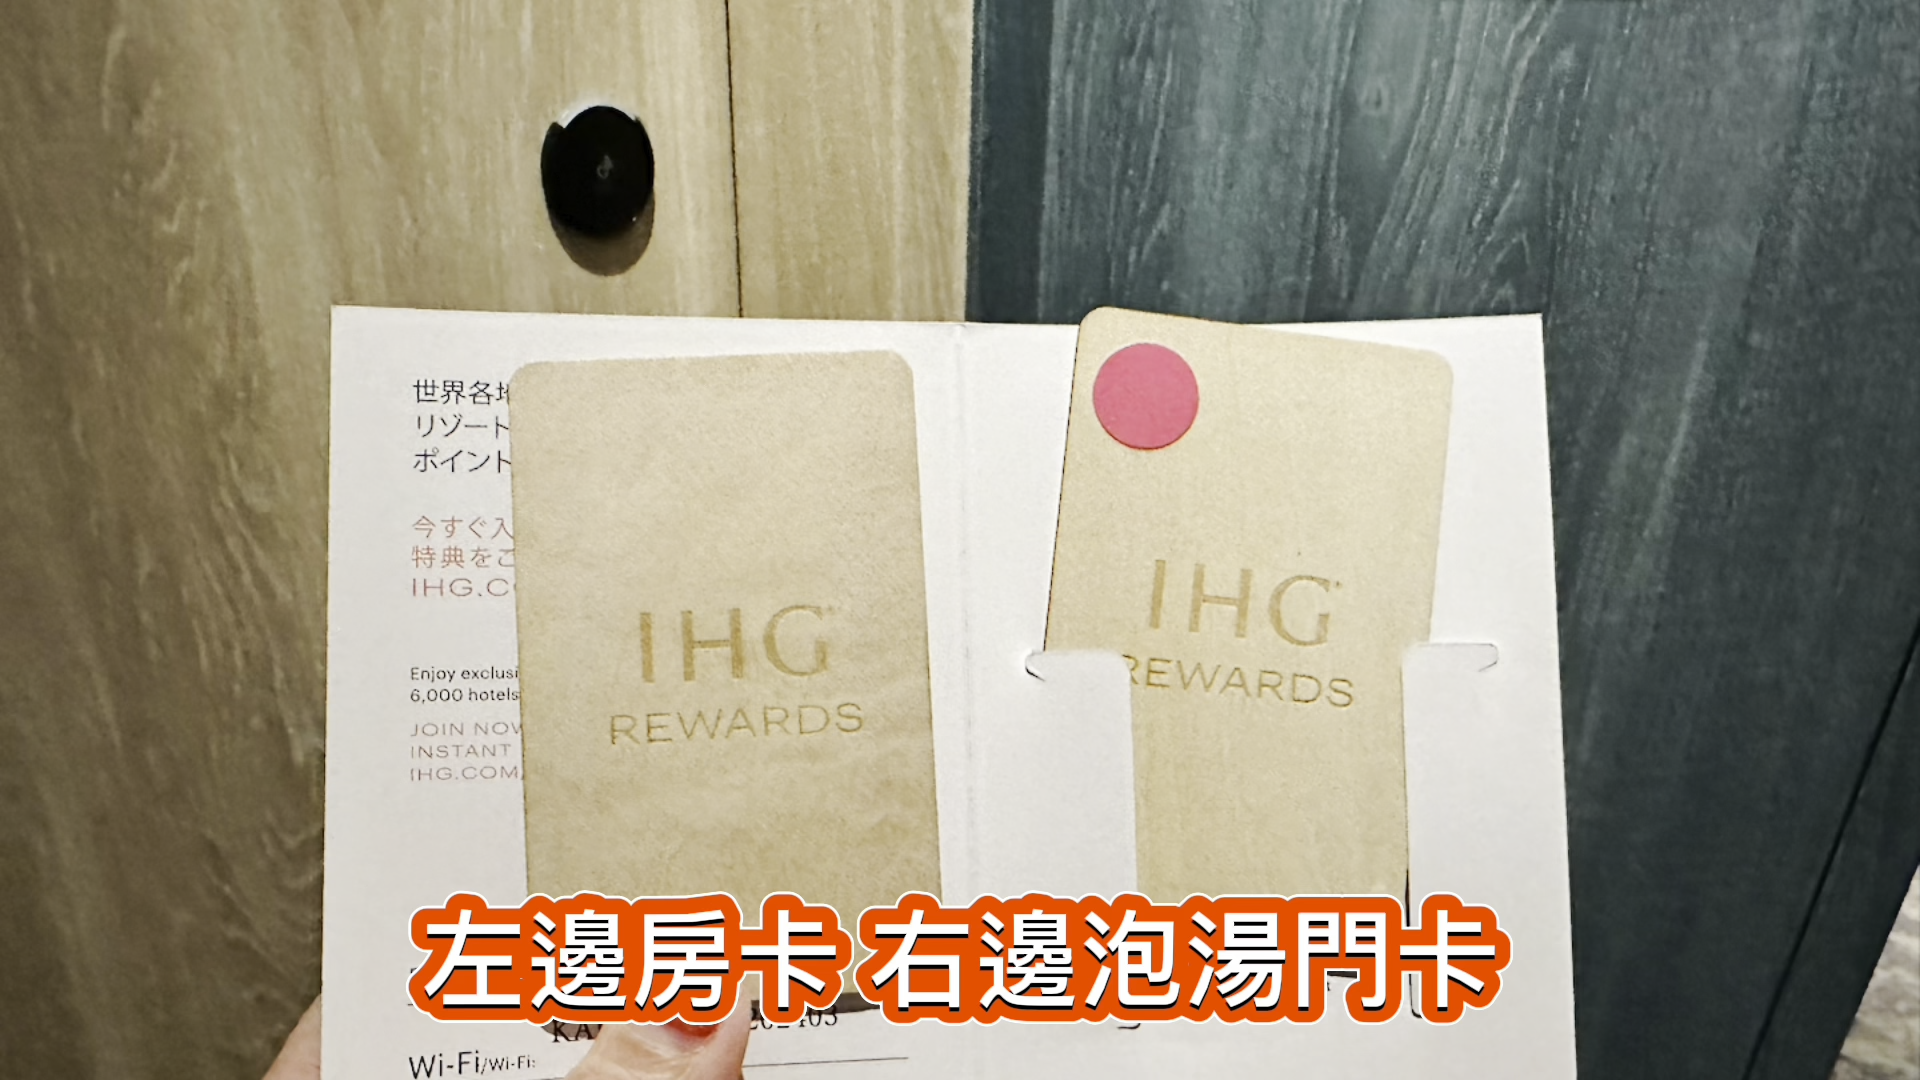 世界各地
リゾート
ポイント
今すぐ入
特典をご
IHG.CO
Enjoy exclusi
6,000 hotels
JOIN NOW
INSTANT
IHG.COM/
IHG
REWARDS
IHG
REWARDS
左邊房卡 右邊泡湯門卡
Wi-Fi/Wi-Fi: